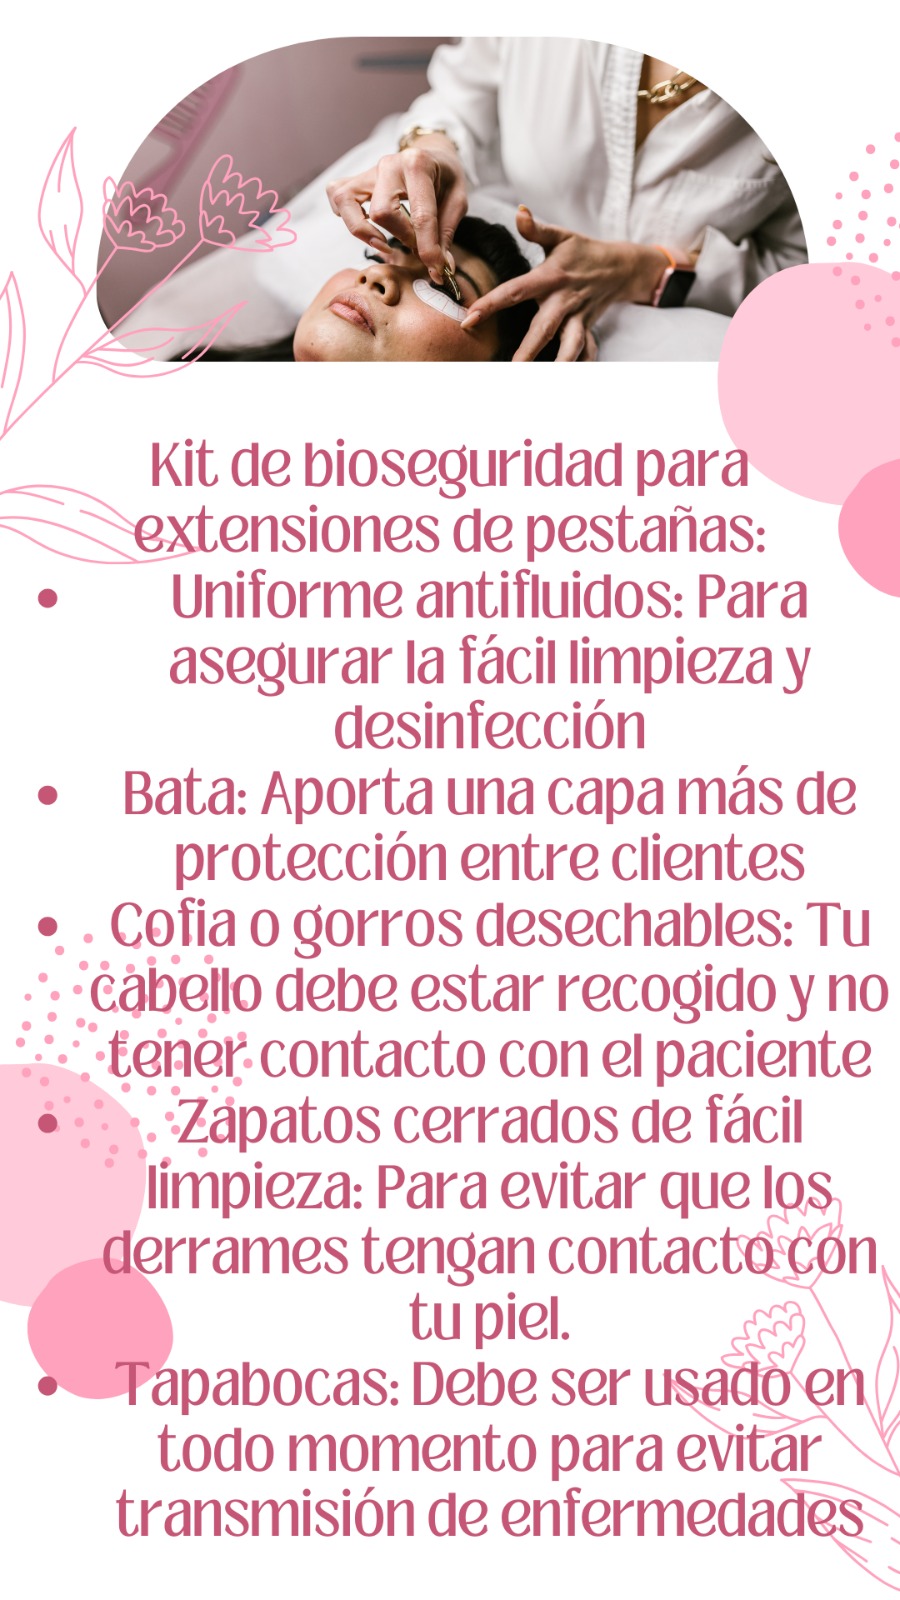 Kit de bioseguridad para
extensiones de pestañas:
• Uniforme antifluidos: Para
asegurar la fácil limpieza y
desinfección
• Bata: Aporta una capa más de
protección entre clientes
• Cofia o gorros desechables: Tu
cabello debe estar recogido y no
tener contacto con el paciente
• Zapatos cerrados de fácil
limpieza: Para evitar que los
derrames tengan contacto con
tu piel.
• Tapabocas: Debe ser usado en
todo momento para evitar
transmisión de enfermedades